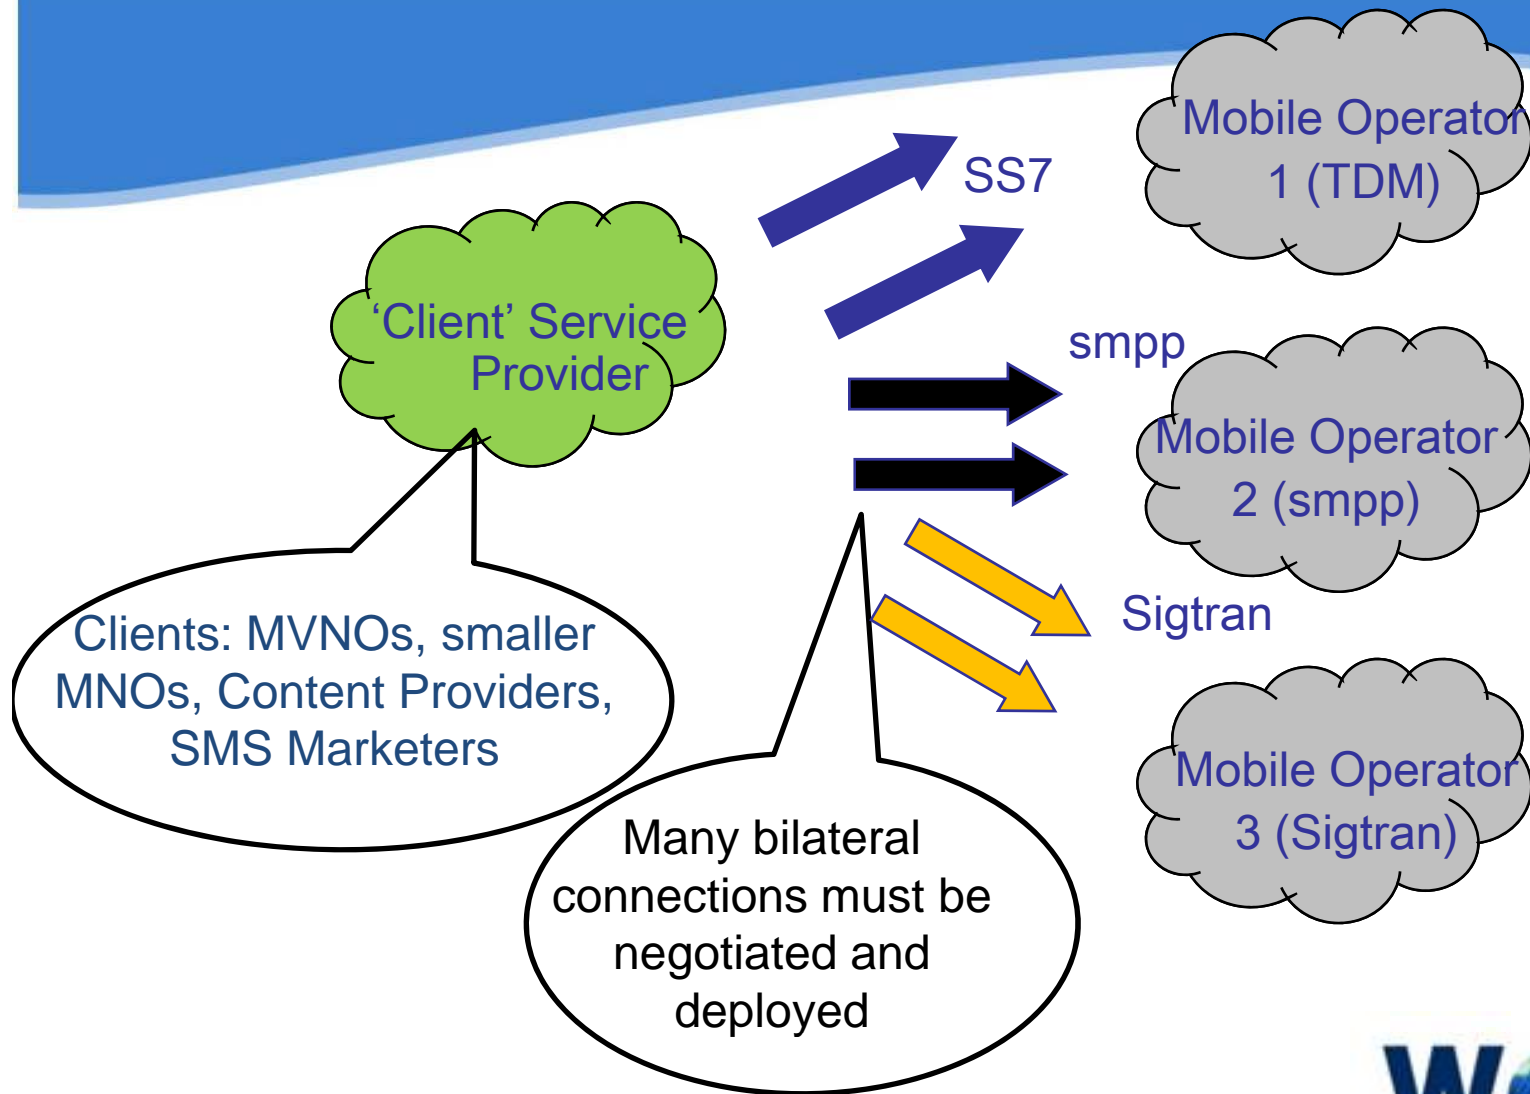 Mobile Operator
1 (TDM)
SS7
‘Client’ Service
Provider
smpp
Mobile Operator
2 (smpp)
Sigtran
Clients: MVNOs, smaller
MNOs, Content Providers,
SMS Marketers
Mobile Operator
3 (Sigtran)
Many bilateral
connections must be
negotiated and
deployed